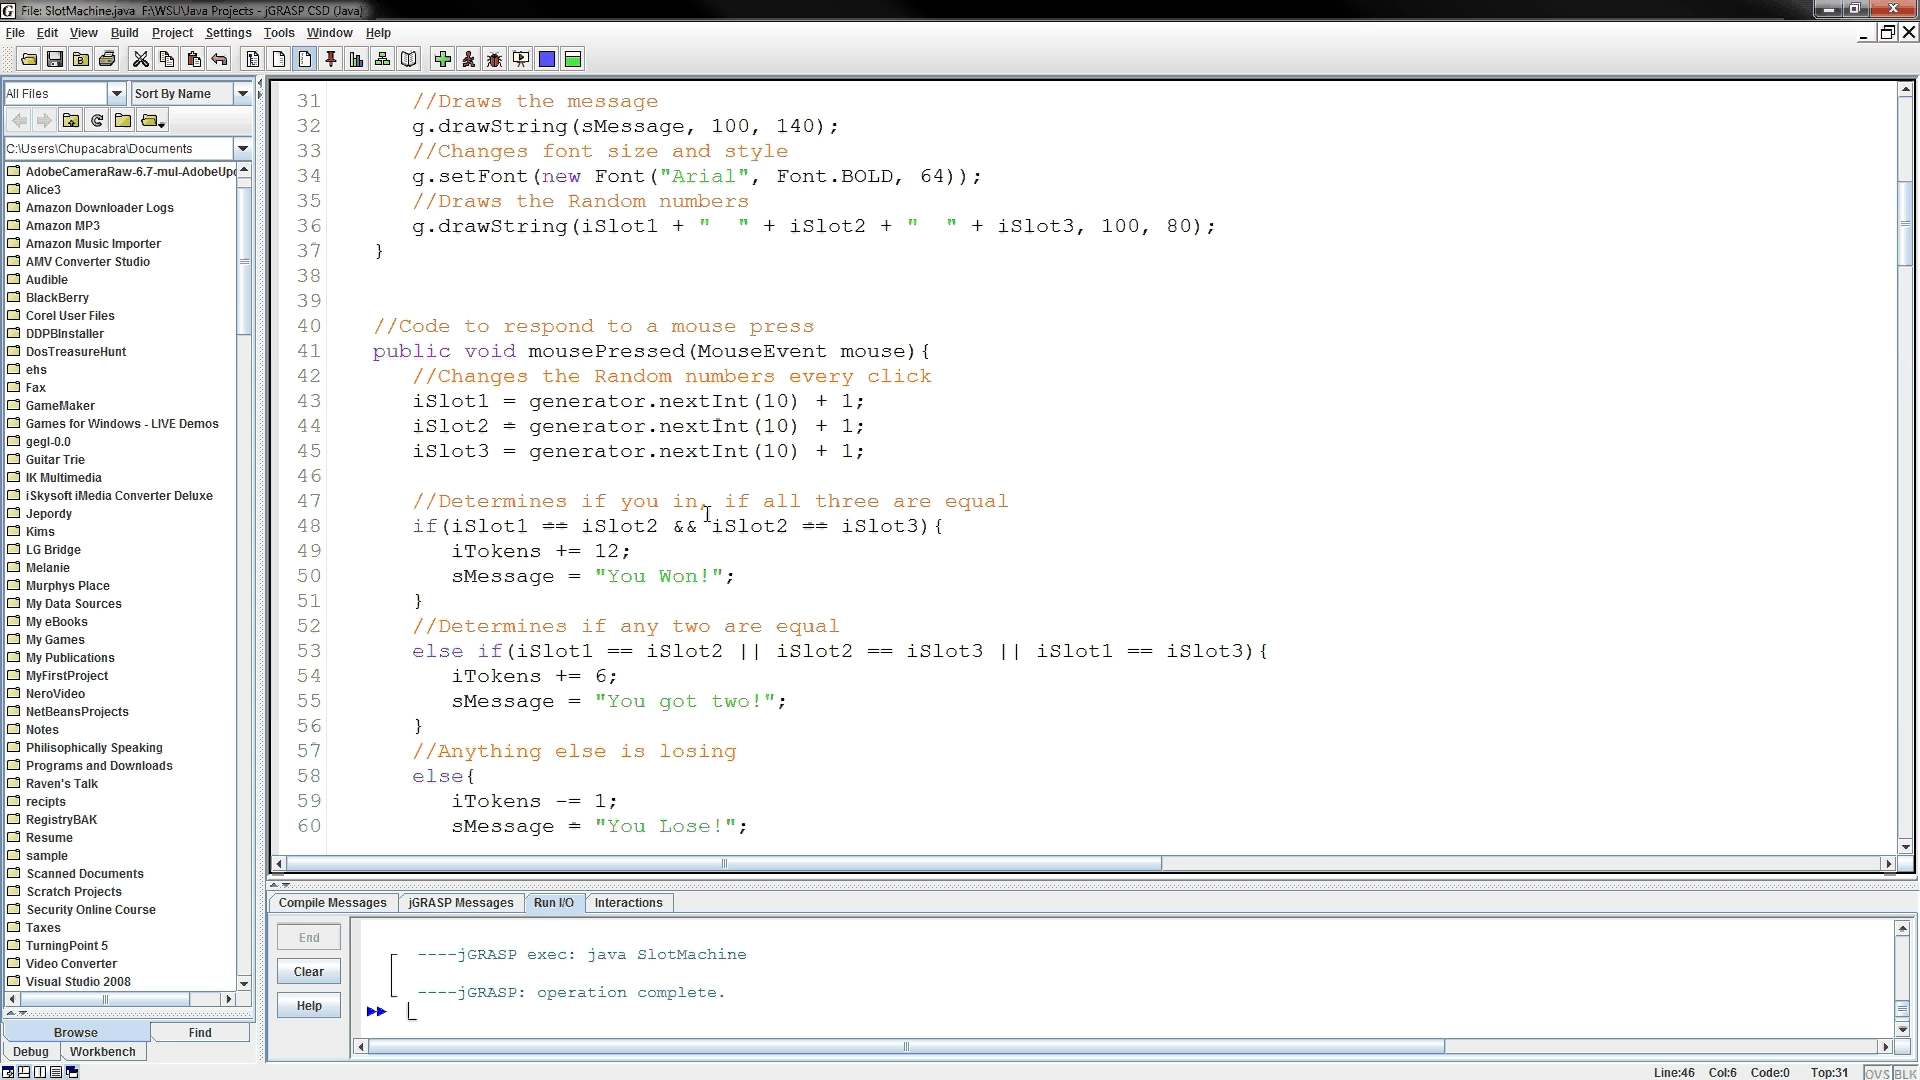 File: SlotMachine.java F:\WSU\Java Projects - jGRASP CSD (Java)
File Edit View Build Project Settings Tools Window Help
All Files Sort By Name
C:\Users\Chupacabra\Documents
AdobeCameraRaw-6.7-mul-AdobeUp
Alice3
Amazon Downloader Logs
Amazon MP3
Amazon Music Importer
AMV Converter Studio
Audible
BlackBerry
Corel User Files
DDPBInstaller
DosTreasureHunt
ehs
Fax
GameMaker
Games for Windows - LIVE Demos
gegl-0.0
Guitar Trie
IK Multimedia
iSkysoft iMedia Converter Deluxe
Jepordy
Kims
LG Bridge
Melanie
Murphys Place
My Data Sources
My eBooks
My Games
My Publications
MyFirstProject
NeroVideo
NetBeansProjects
Notes
Philisophically Speaking
Programs and Downloads
Raven's Talk
recipts
RegistryBAK
Resume
sample
Scanned Documents
Scratch Projects
Security Online Course
Taxes
TurningPoint 5
Video Converter
Visual Studio 2008
Browse Find
Debug Workbench
31 //Draws the message
32 g.drawString(sMessage, 100, 140);
33 //Changes font size and style
34 g.setFont(new Font("Arial", Font.BOLD, 64));
35 //Draws the Random numbers
36 g.drawString(iSlot1 + "  " + iSlot2 + "  " + iSlot3, 100, 80);
37 }
38
39
40 //Code to respond to a mouse press
41 public void mousePressed(MouseEvent mouse){
42 //Changes the Random numbers every click
43 iSlot1 = generator.nextInt(10) + 1;
44 iSlot2 = generator.nextInt(10) + 1;
45 iSlot3 = generator.nextInt(10) + 1;
46
47 //Determines if you in, if all three are equal
48 if(iSlot1 == iSlot2 && iSlot2 == iSlot3){
49 iTokens += 12;
50 sMessage = "You Won!";
51 }
52 //Determines if any two are equal
53 else if(iSlot1 == iSlot2 || iSlot2 == iSlot3 || iSlot1 == iSlot3){
54 iTokens += 6;
55 sMessage = "You got two!";
56 }
57 //Anything else is losing
58 else{
59 iTokens -= 1;
60 sMessage = "You Lose!";
Compile Messages jGRASP Messages Run I/O Interactions
End
Clear
Help
----jGRASP exec: java SlotMachine
----jGRASP: operation complete.
Line:46 Col:6 Code:0 Top:31 OVS BLK